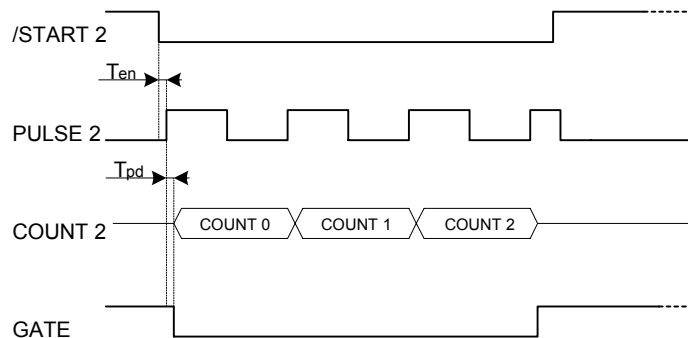 /START 2
Ten
PULSE 2
Tpd
COUNT 2
COUNT 0 COUNT 1 COUNT 2
GATE